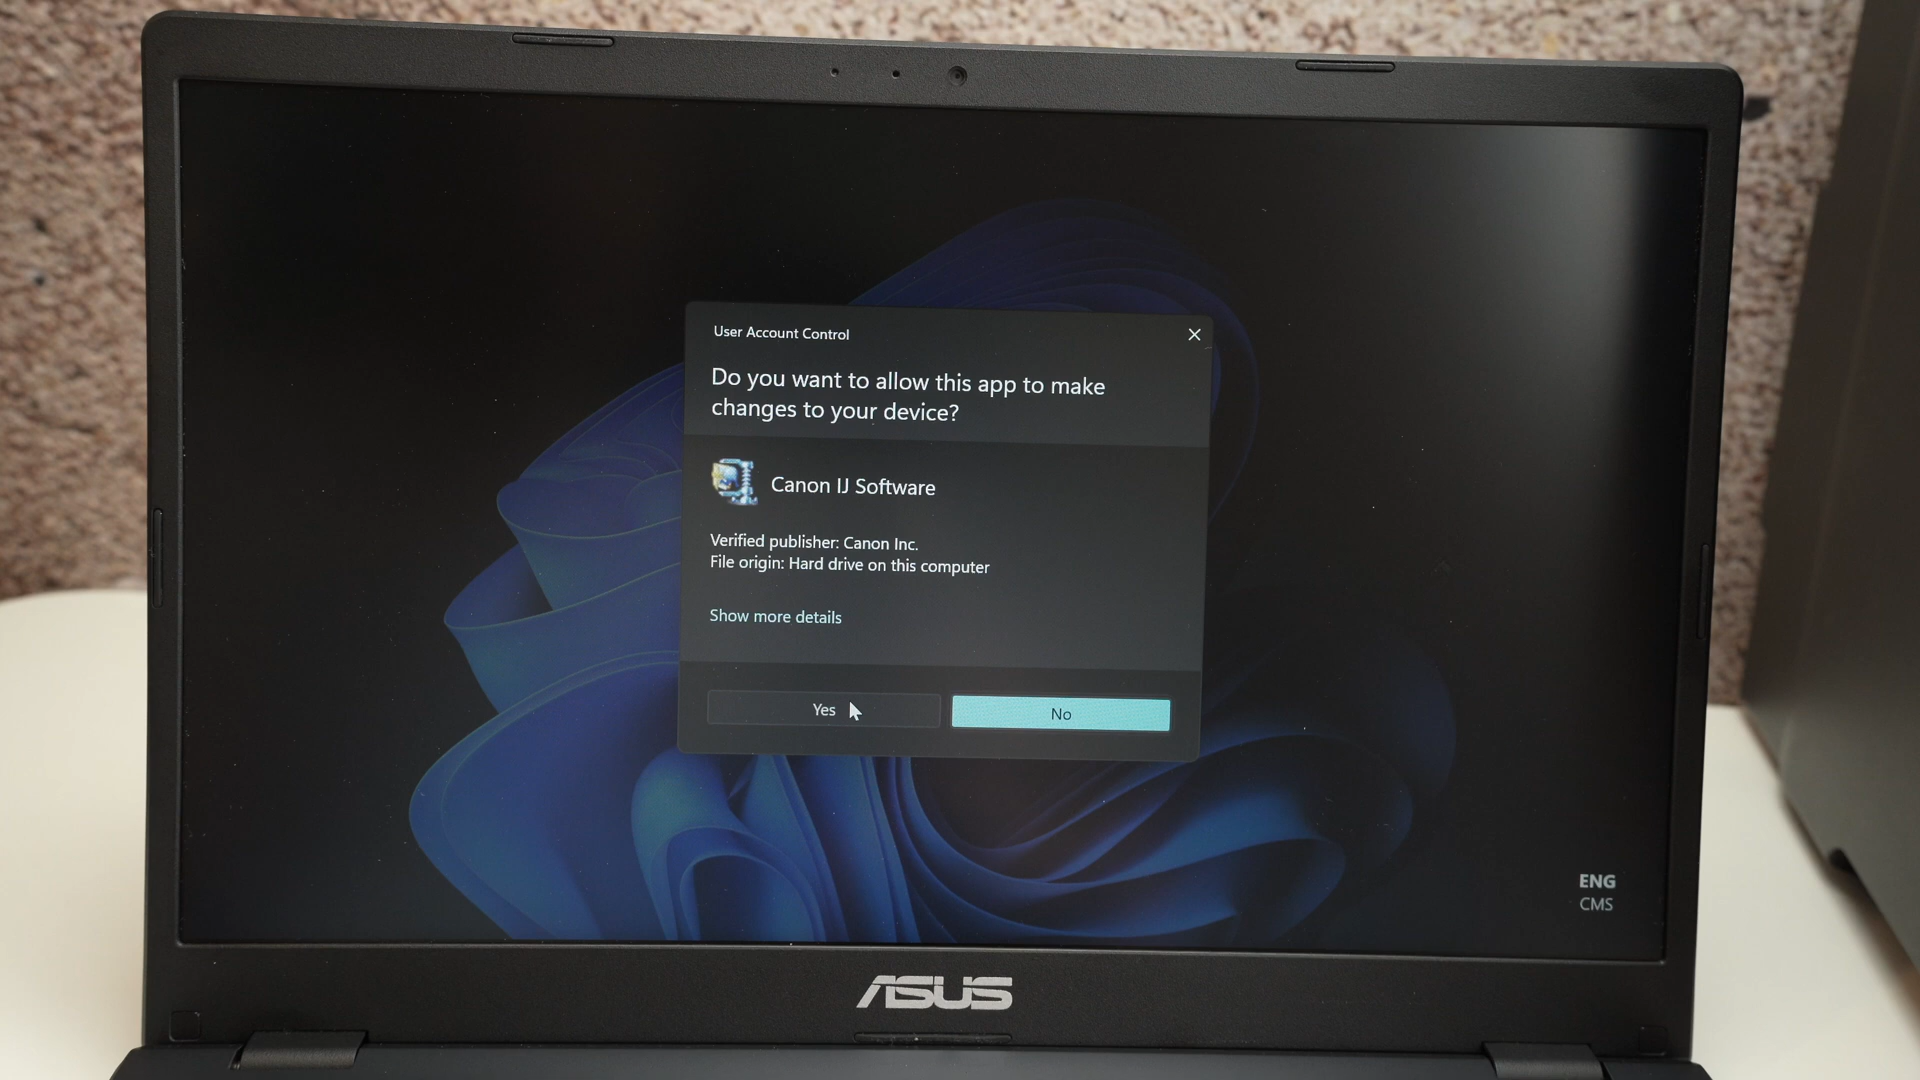 User Account Control
Do you want to allow this app to make
changes to your device?
Canon IJ Software
Verified publisher: Canon Inc.
File origin: Hard drive on this computer
Show more details
Yes
No
ENG
CMS
ASUS